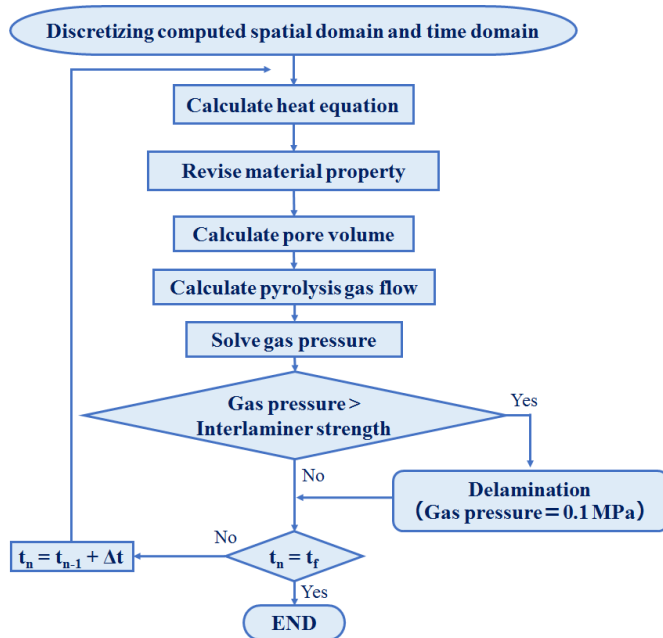 Discretizing computed spatial domain and time domain
Calculate heat equation
Revise material property
Calculate pore volume
Calculate pyrolysis gas flow
Solve gas pressure
Gas pressure >
Interlaminer strength
Yes
No
Delamination
(Gas pressure = 0.1 MPa)
No
tₙ = tₙ₋₁ + Δt
tₙ = t_f
Yes
END